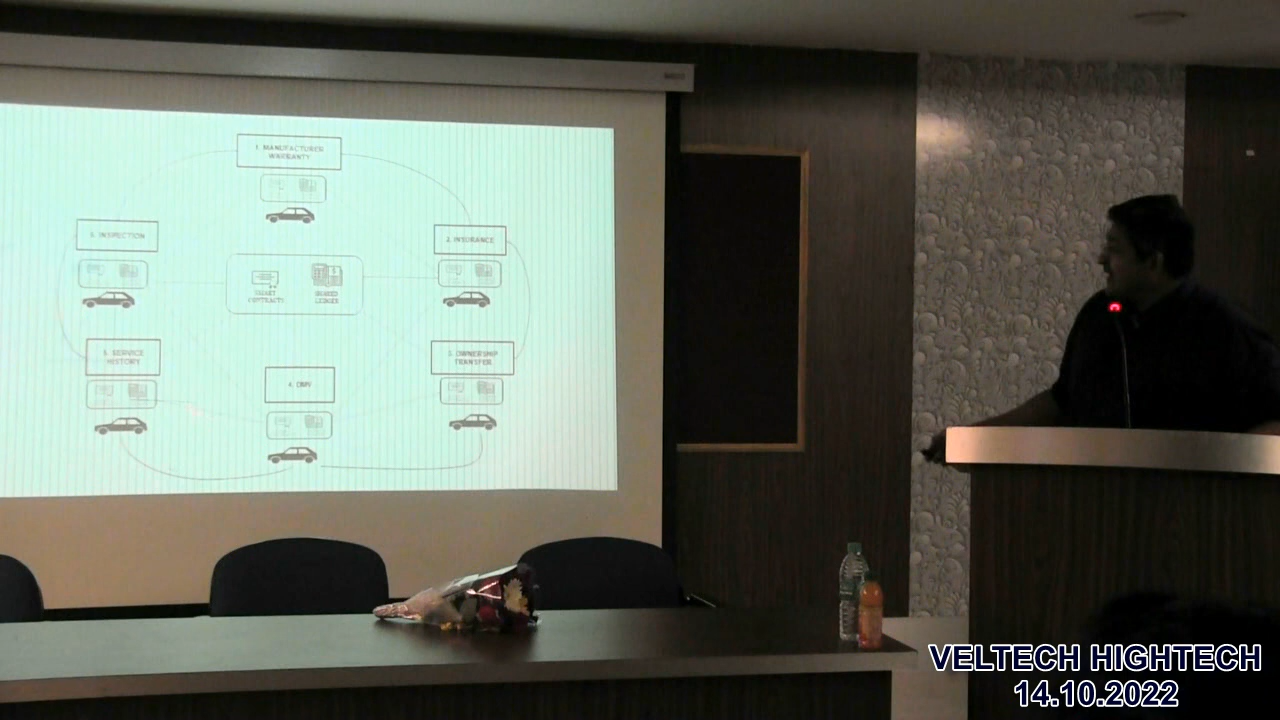 1. MANUFACTURER
WARRANTY
2. INSURANCE
3. OWNERSHIP
TRANSFER
4. DMV
5. SERVICE
HISTORY
6. INSPECTION
SMART
CONTRACTS
SHARED
LEDGER
VELTECH HIGHTECH
14.10.2022